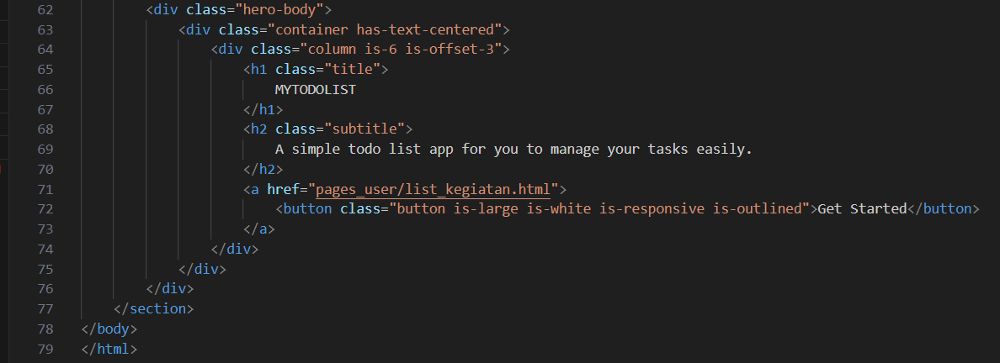 62 <div class="hero-body">
63 <div class="container has-text-centered">
64 <div class="column is-6 is-offset-3">
65 <h1 class="title">
66 MYTODOLIST
67 </h1>
68 <h2 class="subtitle">
69 A simple todo list app for you to manage your tasks easily.
70 </h2>
71 <a href="pages_user/list_kegiatan.html">
72 <button class="button is-large is-white is-responsive is-outlined">Get Started</button>
73 </a>
74 </div>
75 </div>
76 </div>
77 </section>
78 </body>
79 </html>